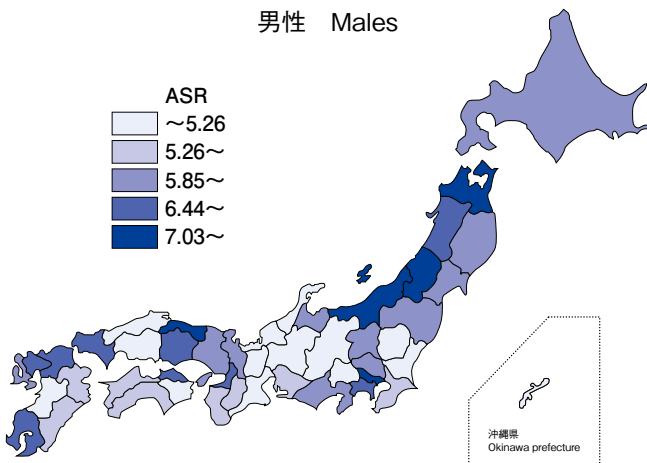 男性 Males
ASR
〜5.26
5.26〜
5.85〜
6.44〜
7.03〜
沖縄県
Okinawa prefecture